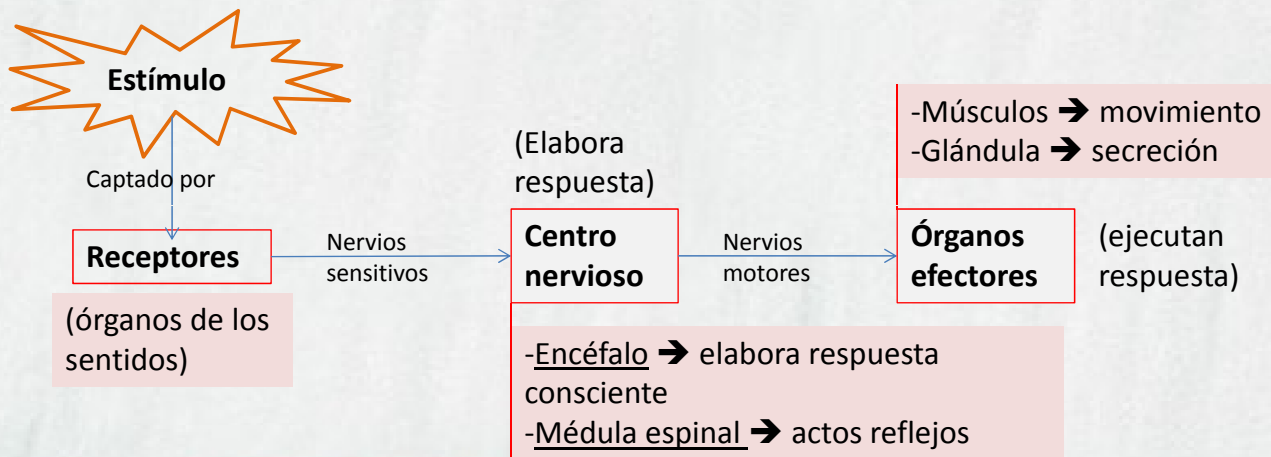 Estímulo
Captado por
Receptores
(órganos de los
sentidos)
Nervios
sensitivos
(Elabora
respuesta)
Centro
nervioso
-Encéfalo ➔ elabora respuesta
consciente
-Médula espinal ➔ actos reflejos
Nervios
motores
-Músculos ➔ movimiento
-Glándula ➔ secreción
Órganos
efectores
(ejecutan
respuesta)